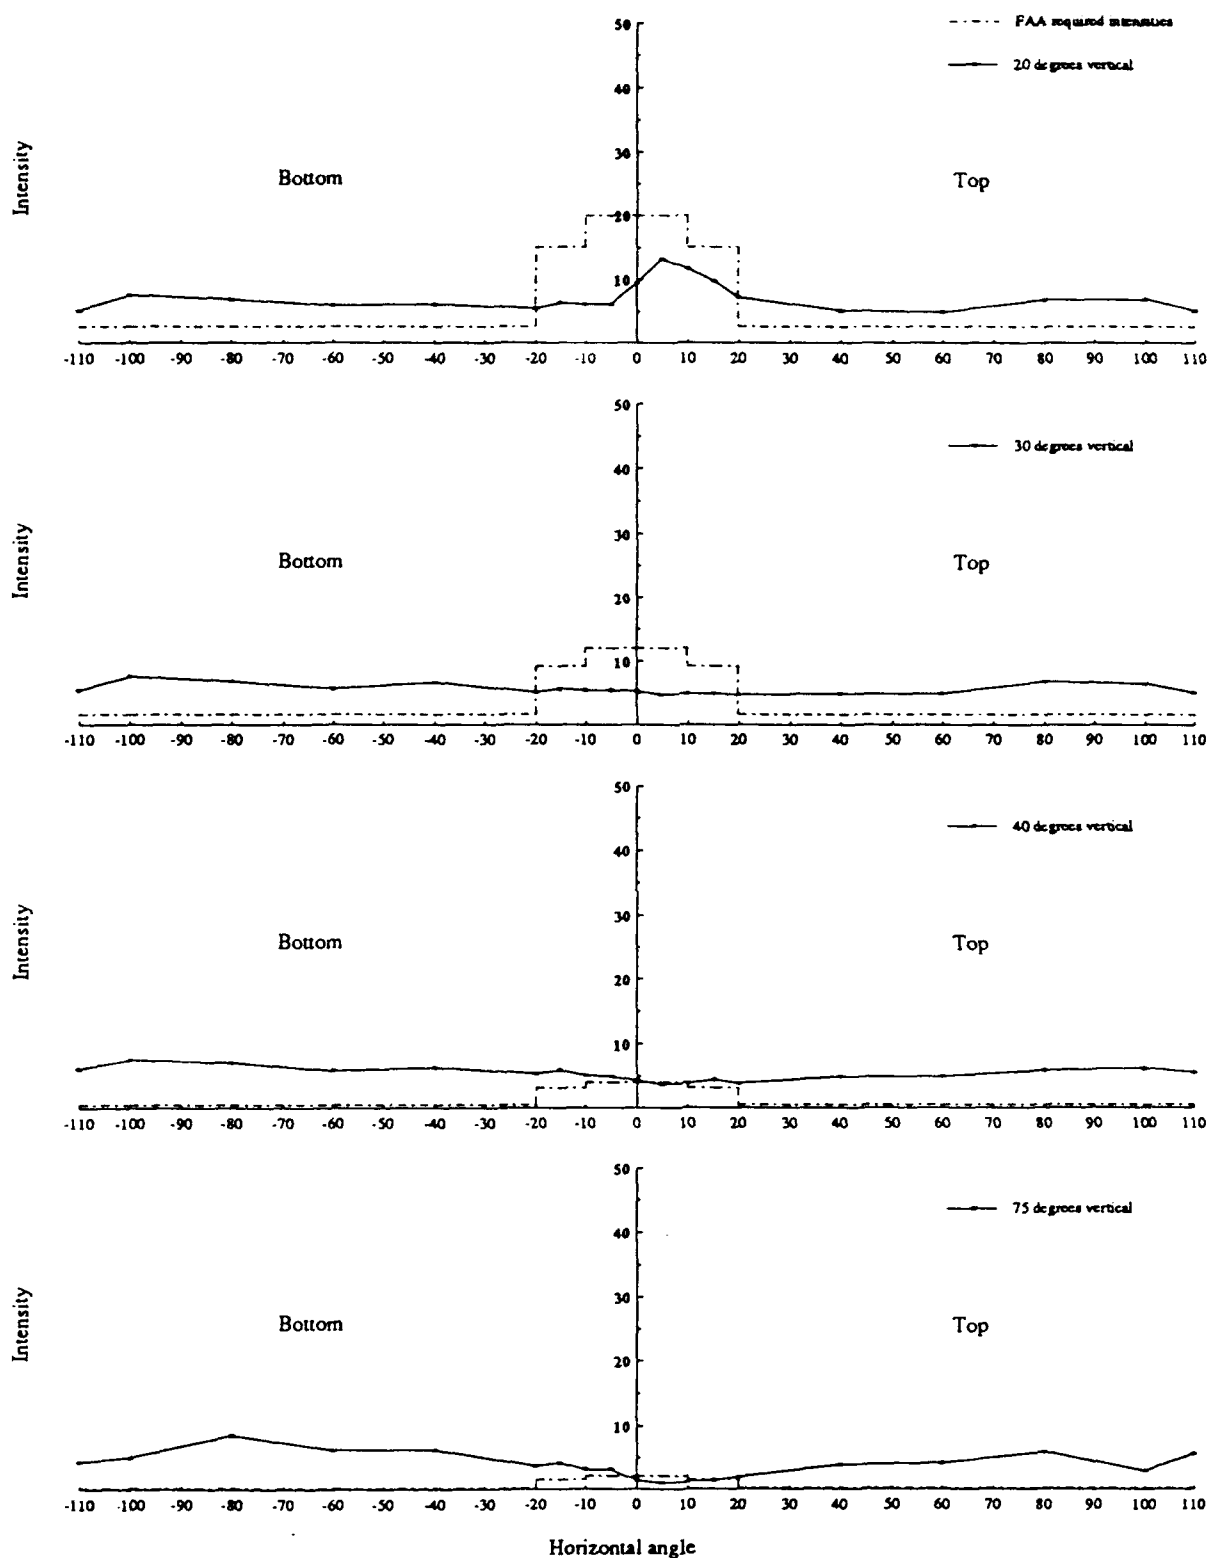 50
FAA required intensities
20 degrees vertical
40
30
Intensity
Bottom
Top
20
10
-110 -100 -90 -80 -70 -60 -50 -40 -30 -20 -10 0 10 20 30 40 50 60 70 80 90 100 110
50
30 degrees vertical
40
30
Intensity
Bottom
Top
20
10
-110 -100 -90 -80 -70 -60 -50 -40 -30 -20 -10 0 10 20 30 40 50 60 70 80 90 100 110
50
40 degrees vertical
40
30
Intensity
Bottom
Top
20
10
-110 -100 -90 -80 -70 -60 -50 -40 -30 -20 -10 0 10 20 30 40 50 60 70 80 90 100 110
50
75 degrees vertical
40
30
Intensity
Bottom
Top
20
10
-110 -100 -90 -80 -70 -60 -50 -40 -30 -20 -10 0 10 20 30 40 50 60 70 80 90 100 110
Horizontal angle